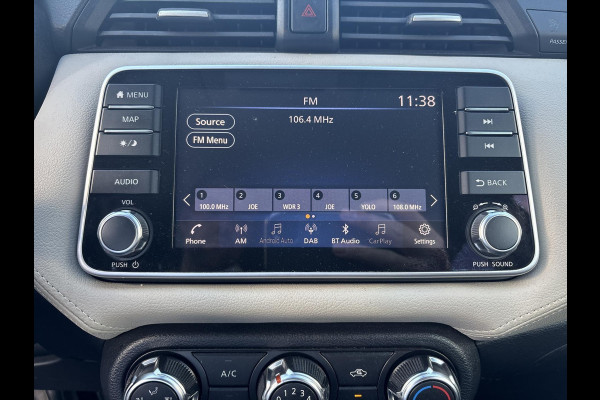 PASSE
MENU
FM
11:38
MAP
Source
106.4 MHz
FM Menu
AUDIO
BACK
1 2 3 4 5 6
100.0 MHz JOE WDR 3 JOE YOLO 108.0 MHz
VOL
Phone AM Android Auto DAB BT Audio CarPlay Settings
PUSH
PUSH SOUND
A/C
3